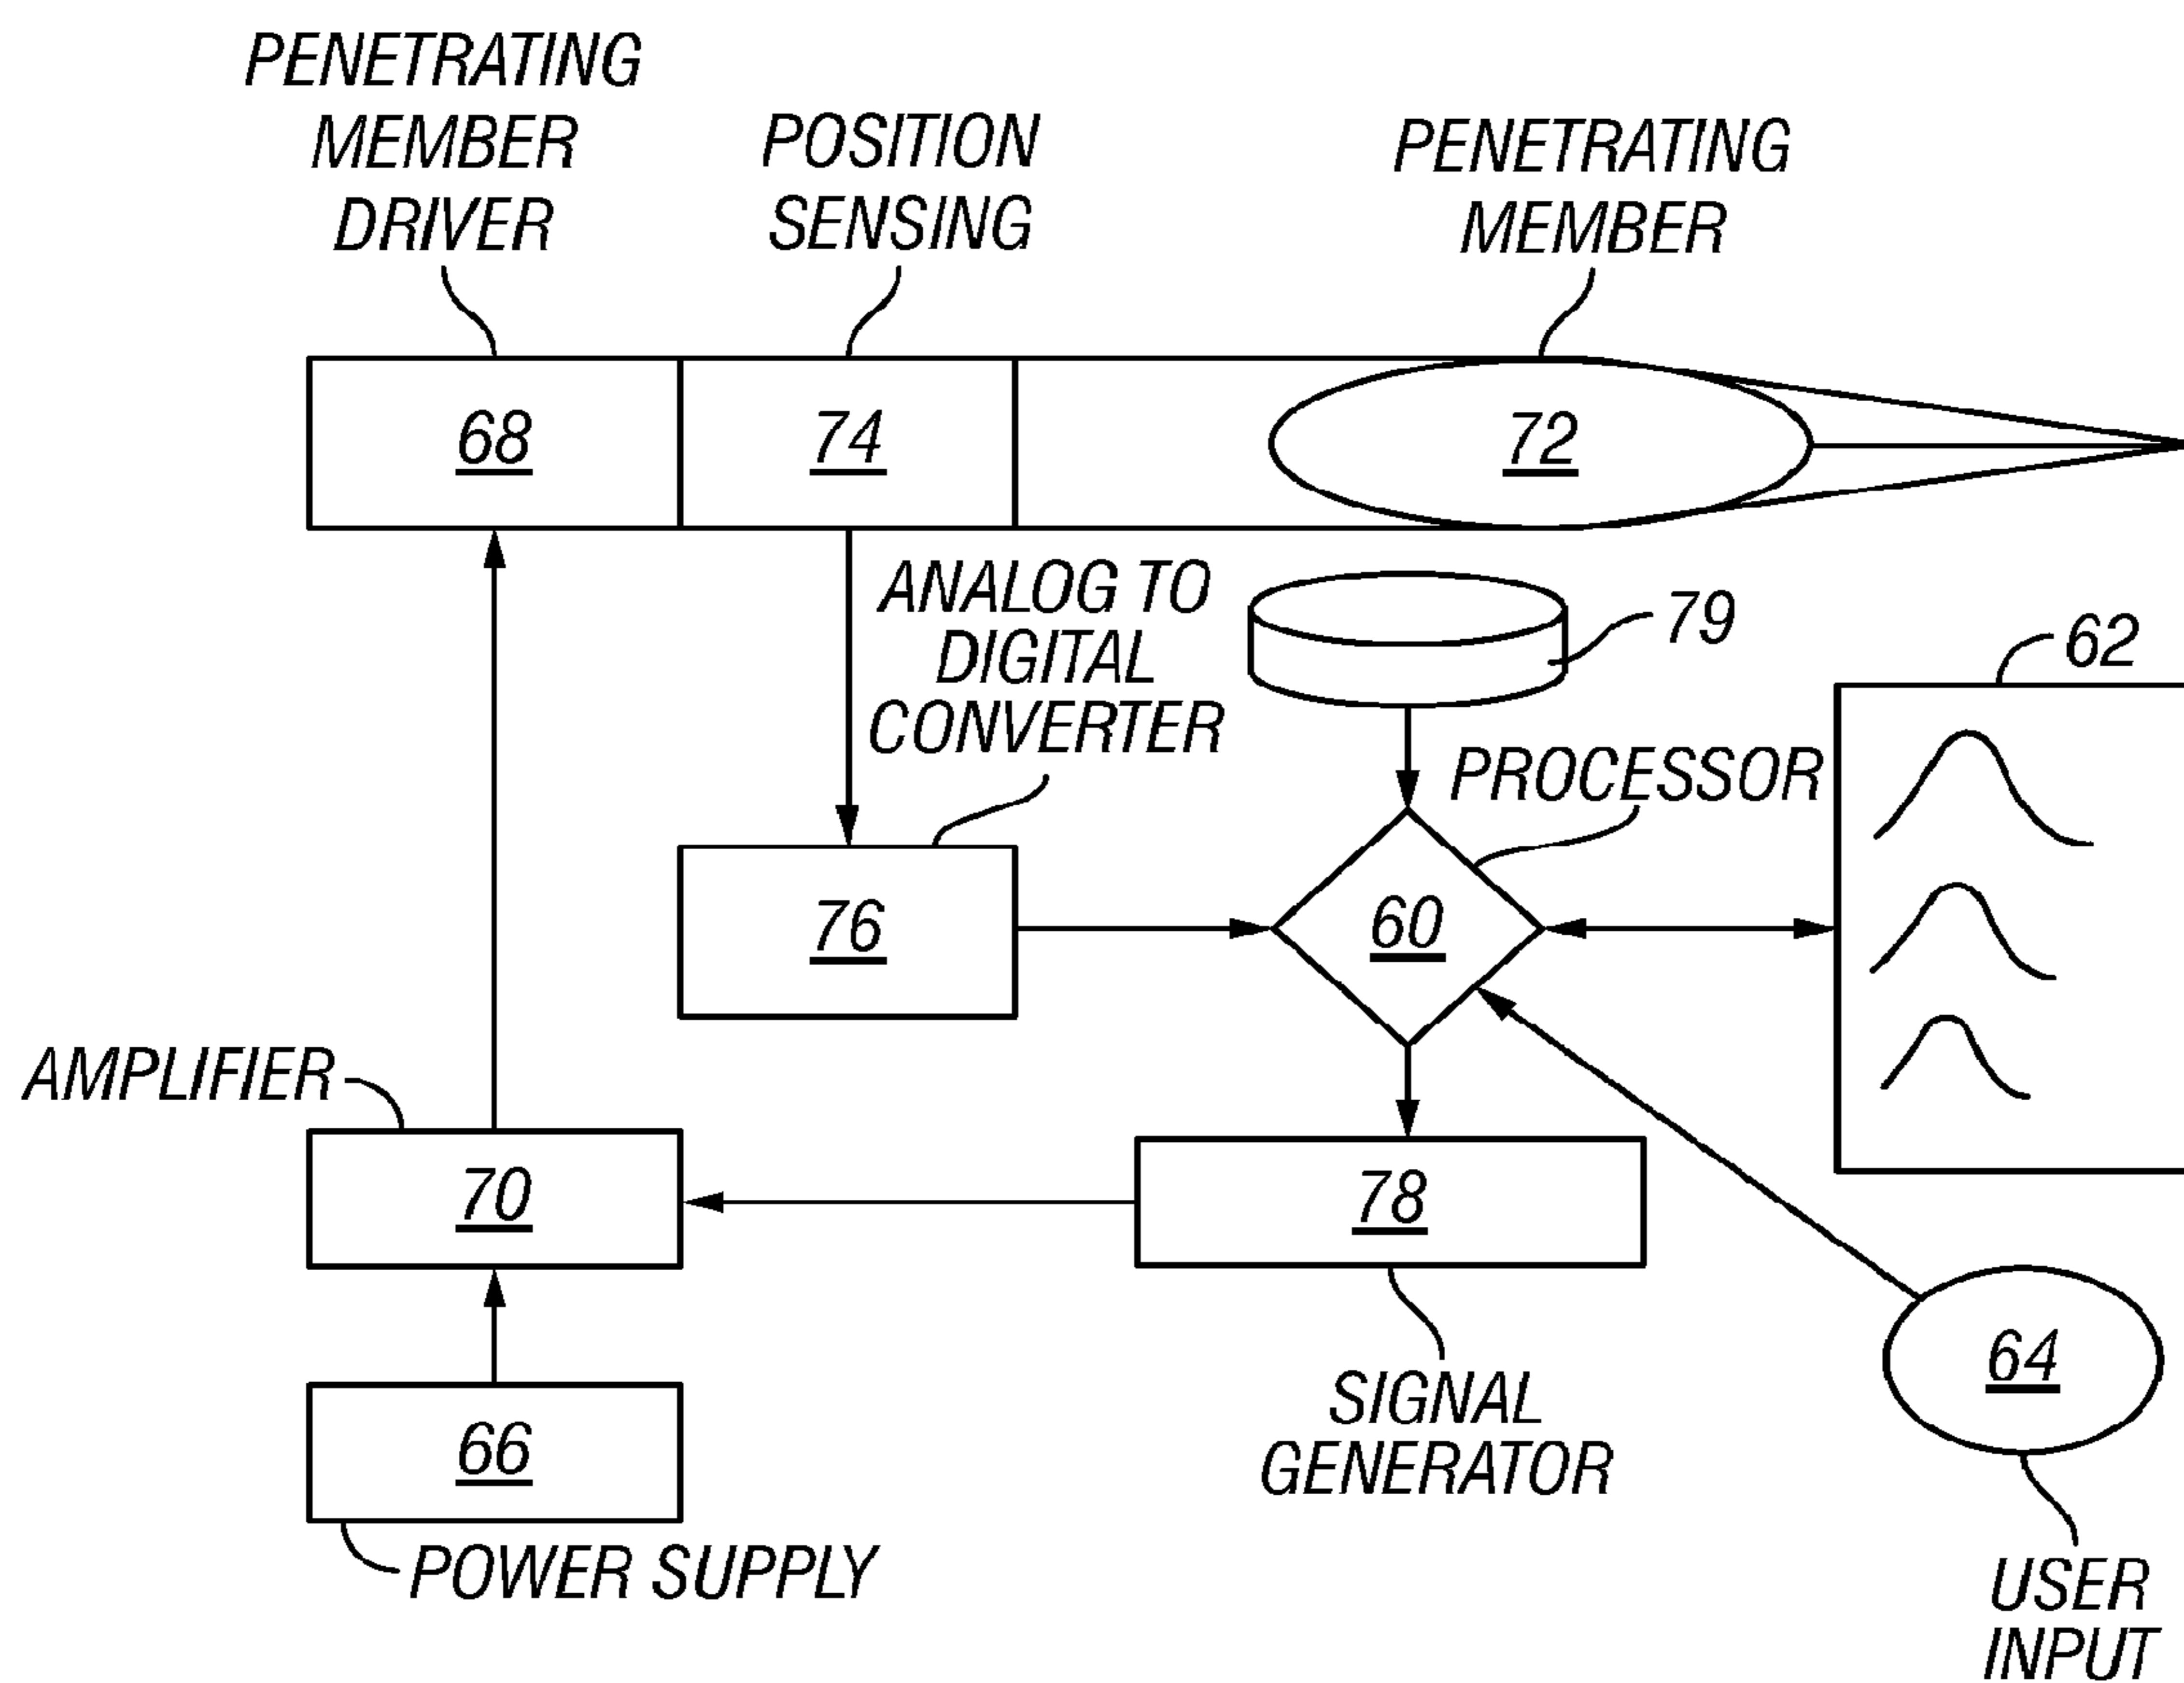 PENETRATING
MEMBER
DRIVER
POSITION
SENSING
PENETRATING
MEMBER
68
74
72
ANALOG TO
DIGITAL
CONVERTER
79
62
PROCESSOR
76
60
AMPLIFIER
70
78
SIGNAL
GENERATOR
64
66
POWER SUPPLY
USER
INPUT